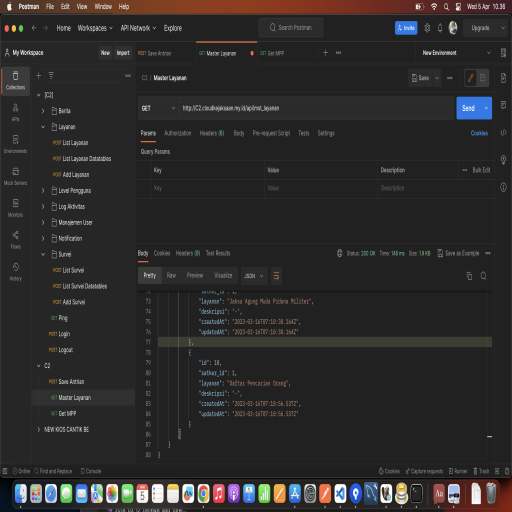 Postman File Edit View Window Help Wed 5 Apr 10.36
Home Workspaces API Network Explore Search Postman Invite Upgrade
My Workspace New Import POST Save Antrian GET Master Layanan GET Get MPP New Environment
Collections
APIs
Environments
Mock Servers
Monitors
Flows
History
[C2]
Berita
Layanan
POST List Layanan
POST List Layanan Datatables
POST Add Layanan
Level Pengguna
Log Aktivitas
Manajemen User
Notification
Survei
POST List Survei
POST List Survei Datatables
POST Add Survei
GET Ping
POST Login
POST Logout
C2
POST Save Antrian
GET Master Layanan
GET Get MPP
NEW KIOS CANTIK BE
C2 / Master Layanan Save
GET http://C2.cloudkejaksaan.my.id/api/mst_layanan Send
Params Authorization Headers (6) Body Pre-request Script Tests Settings Cookies
Query Params
Key Value Description Bulk Edit
Key Value Description
Body Cookies Headers (8) Test Results Status: 200 OK Time: 148 ms Size: 1.9 KB Save as Example
Pretty Raw Preview Visualize JSON
73 "layanan": "Jaksa Agung Muda Pidana Militer",
74 "deskripsi": "-",
75 "createdAt": "2023-03-16T07:10:30.164Z",
76 "updatedAt": "2023-03-16T07:10:30.164Z"
77 },
78 {
79 "id": 10,
80 "satker_id": 1,
81 "layanan": "Daftar Pencarian Orang",
82 "deskripsi": "-",
83 "createdAt": "2023-03-16T07:10:56.537Z",
84 "updatedAt": "2023-03-16T07:10:56.537Z"
85 }
86 ]
87 }
88 }
Online Find and Replace Console Cookies Capture requests Runner Trash
APR
5